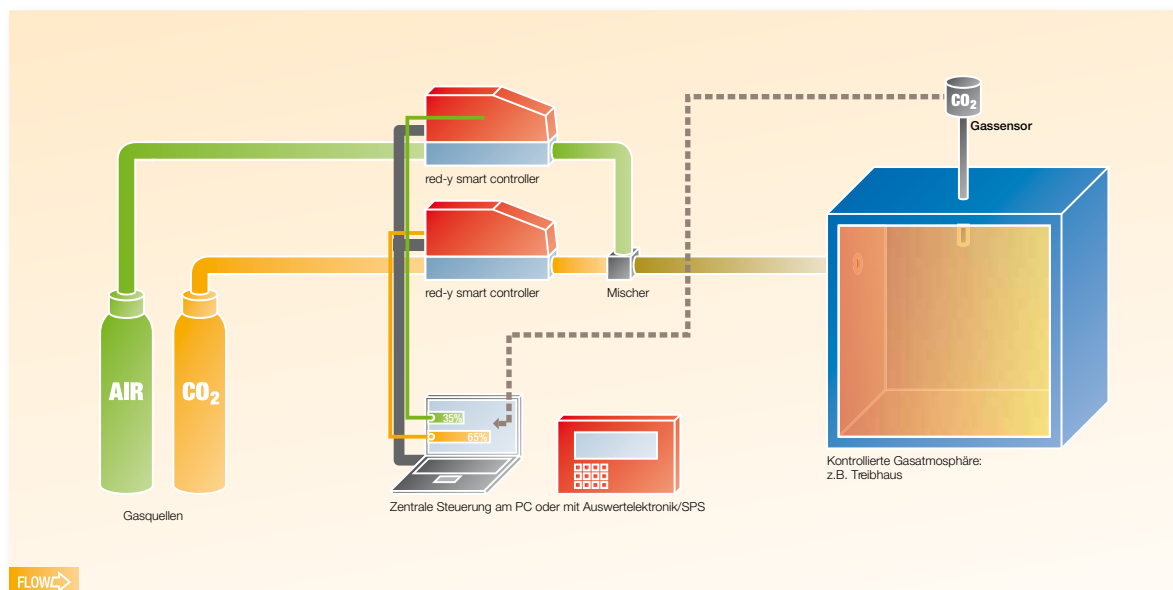 CO2
Gassensor
red-y smart controller
red-y smart controller
Mischer
AIR
CO2
35%
65%
Kontrollierte Gasatmosphäre:
z.B. Treibhaus
Zentrale Steuerung am PC oder mit Auswertelektronik/SPS
Gasquellen
FLOW